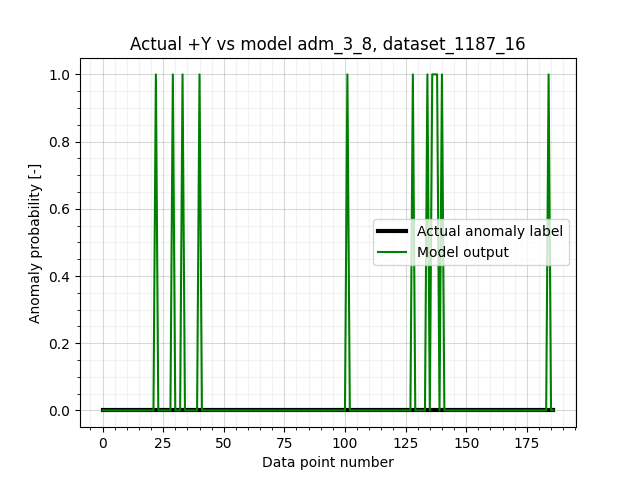 Actual +Y vs model adm_3_8, dataset_1187_16
Anomaly probability [-]
1.0
0.8
0.6
0.4
0.2
0.0
Actual anomaly label
Model output
0 25 50 75 100 125 150 175
Data point number